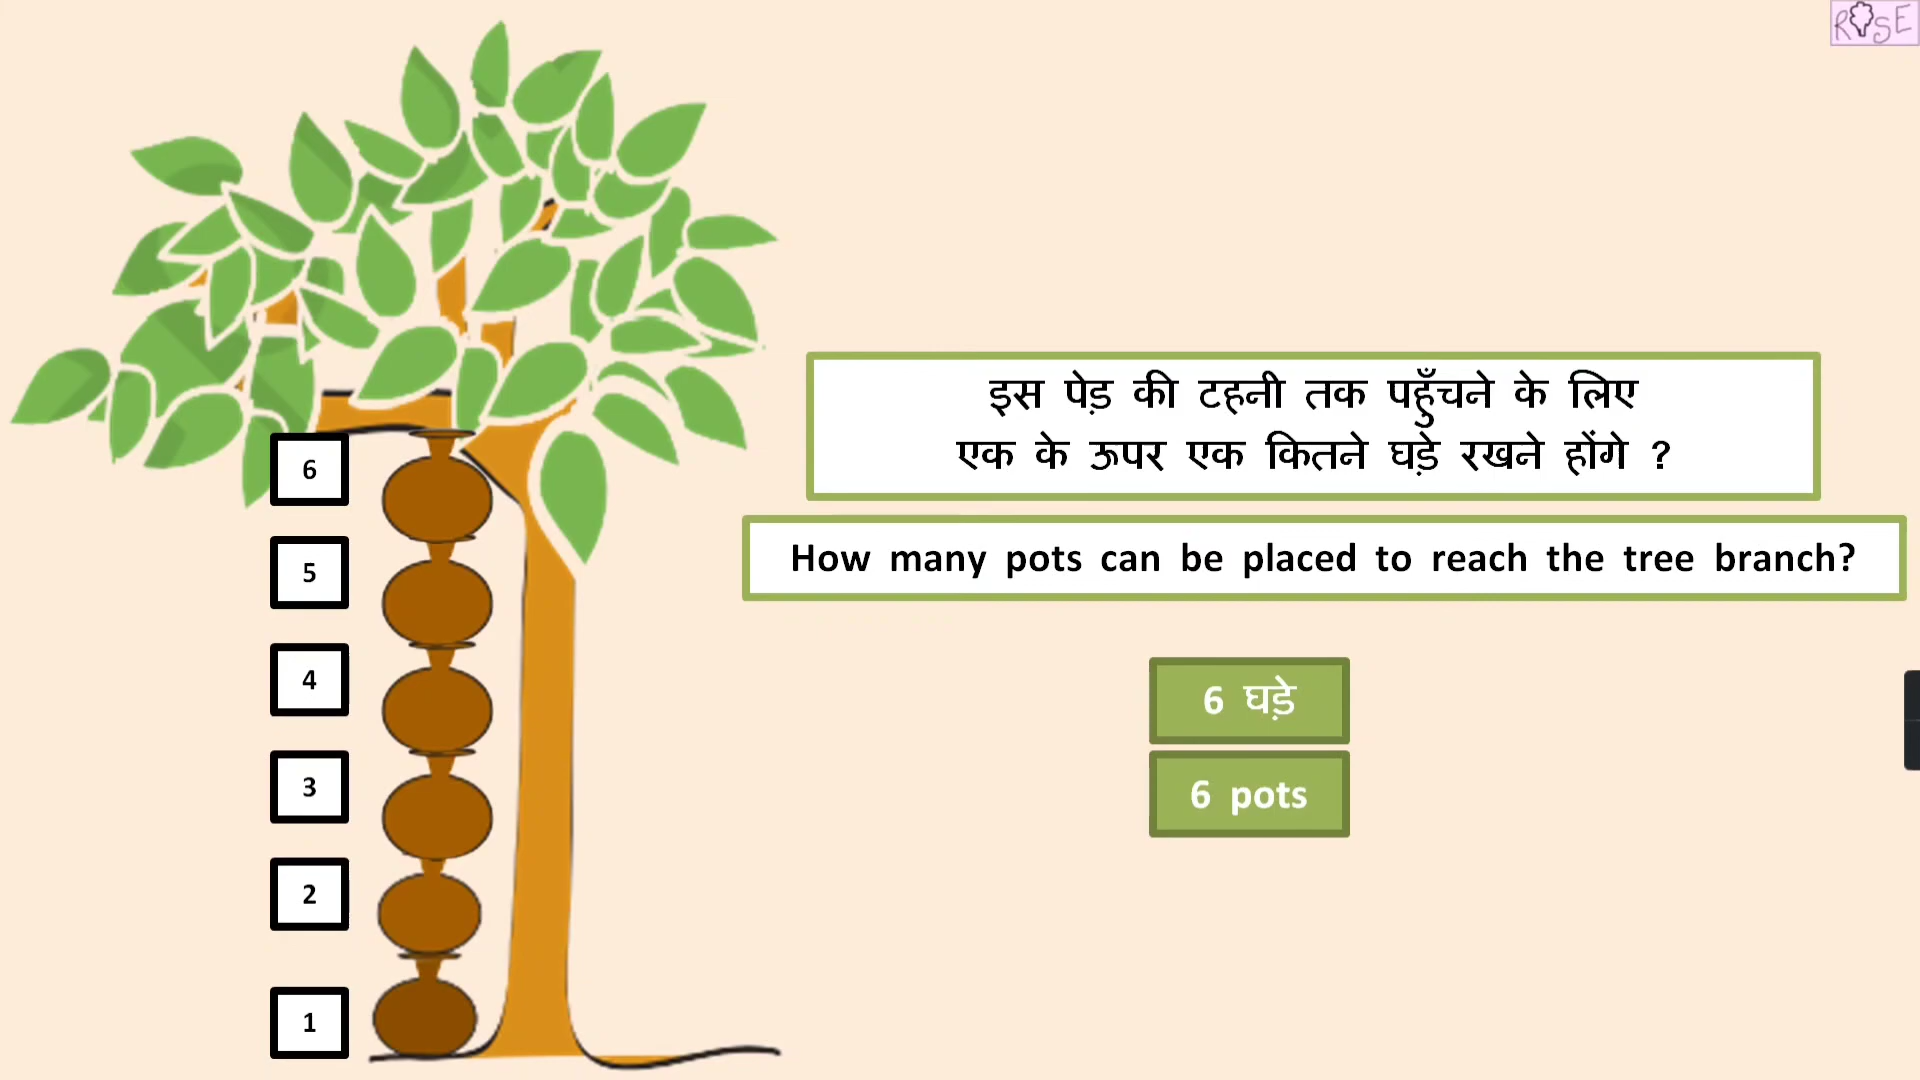 इस पेड़ की टहनी तक पहुँचने के लिए
एक के ऊपर एक कितने घड़े रखने होंगे ?
How many pots can be placed to reach the tree branch?
6 घड़े
6 pots
6
5
4
3
2
1